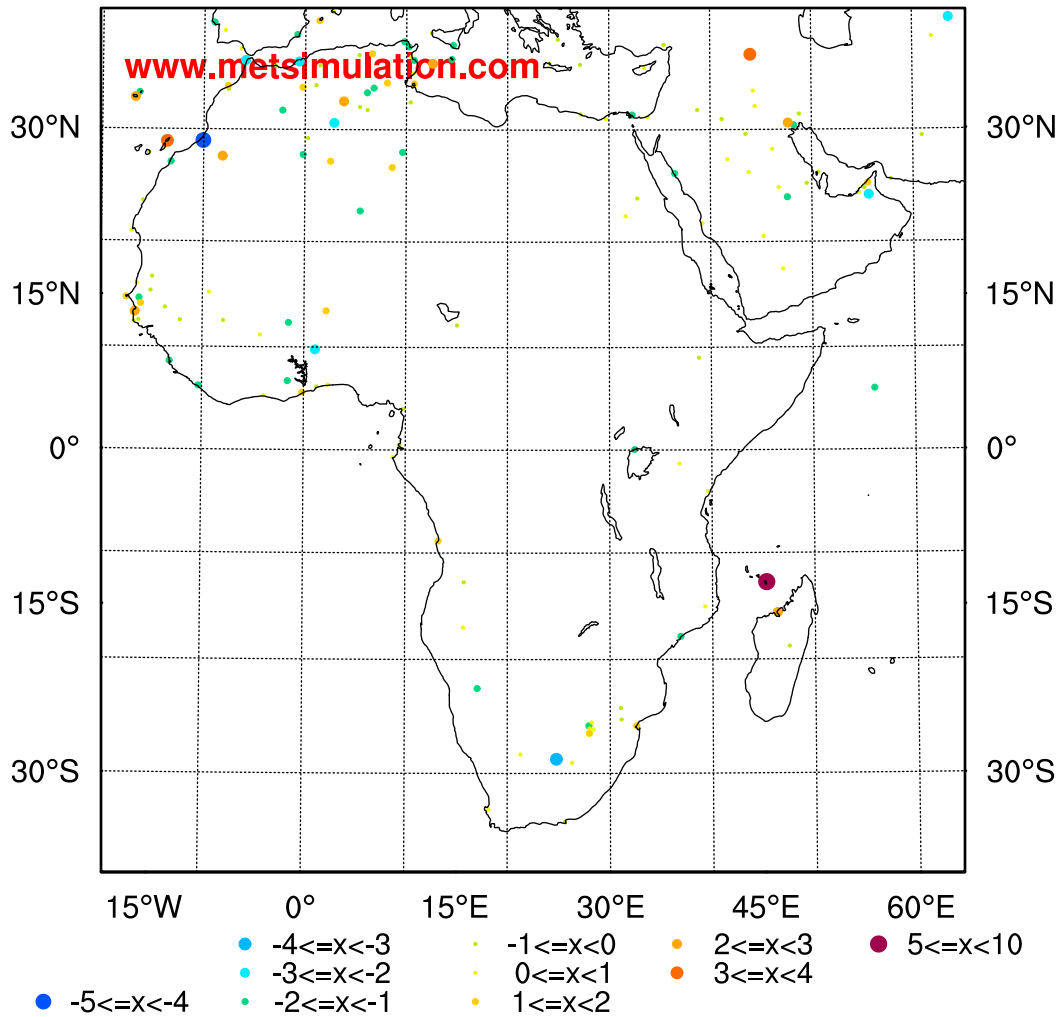 www.metsimulation.com
30°N 30°N
15°N 15°N
0° 0°
15°S 15°S
30°S 30°S
15°W 0° 15°E 30°E 45°E 60°E
-4<=x<-3 -1<=x<0 2<=x<3 5<=x<10
-3<=x<-2 0<=x<1 3<=x<4
-5<=x<-4 -2<=x<-1 1<=x<2